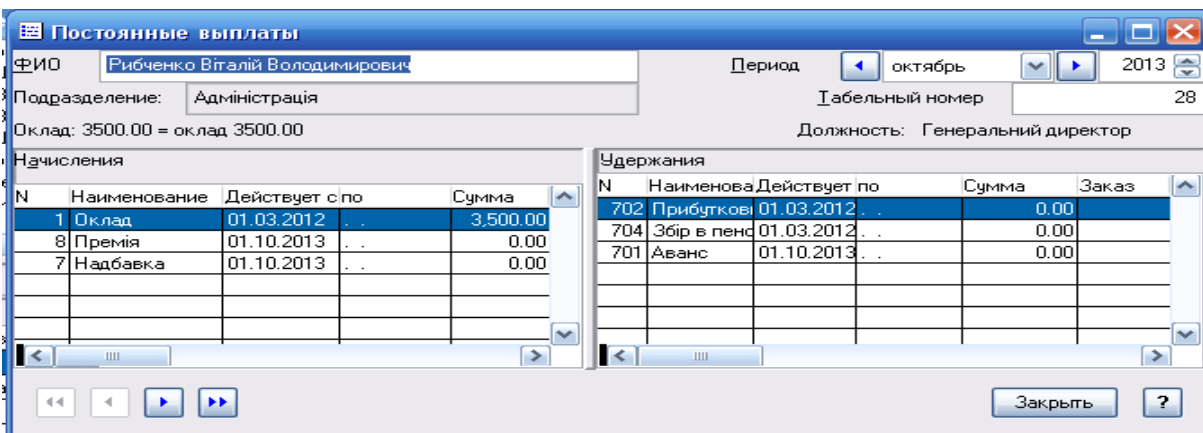 Постоянные выплаты
ФИО Рибченко Віталій Володимирович Период октябрь 2013
Подразделение: Адміністрація Табельный номер 28
Оклад: 3500.00 = оклад 3500.00 Должность: Генеральний директор
Начисления Удержания
N Наименование Действует с по Сумма N Наименова Действует по Сумма Заказ
1 Оклад 01.03.2012 . . 3,500.00 702 Прибутков 01.03.2012 . . 0.00
8 Премія 01.10.2013 . . 0.00 704 Збір в пенс 01.03.2012 . . 0.00
7 Надбавка 01.10.2013 . . 0.00 701 Аванс 01.10.2013 . . 0.00
Закрыть ?